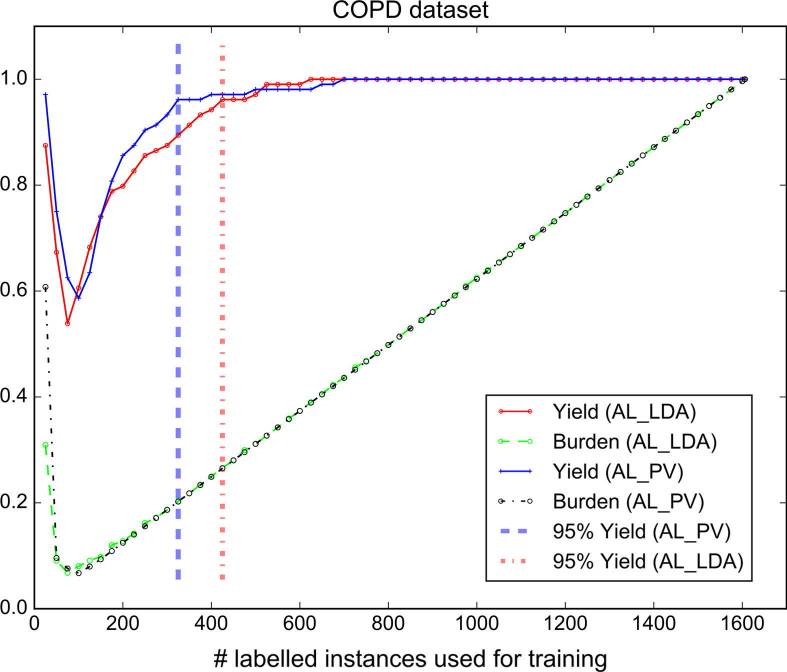 COPD dataset
1.0
0.8
0.6
0.4
0.2
0.0
0 200 400 600 800 1000 1200 1400 1600
# labelled instances used for training
Yield (AL_LDA)
Burden (AL_LDA)
Yield (AL_PV)
Burden (AL_PV)
95% Yield (AL_PV)
95% Yield (AL_LDA)